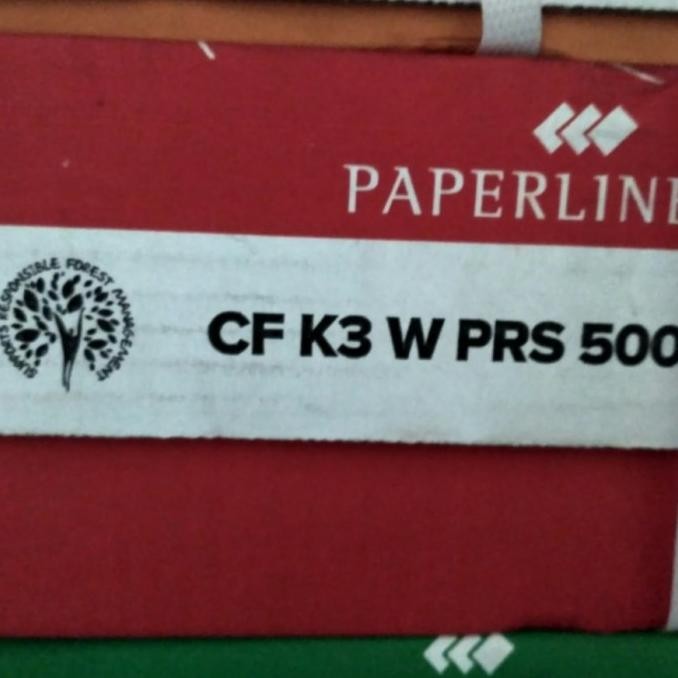 PAPERLINE
SUPPORTS RESPONSIBLE FOREST MANAGEMENT
CF K3 W PRS 500